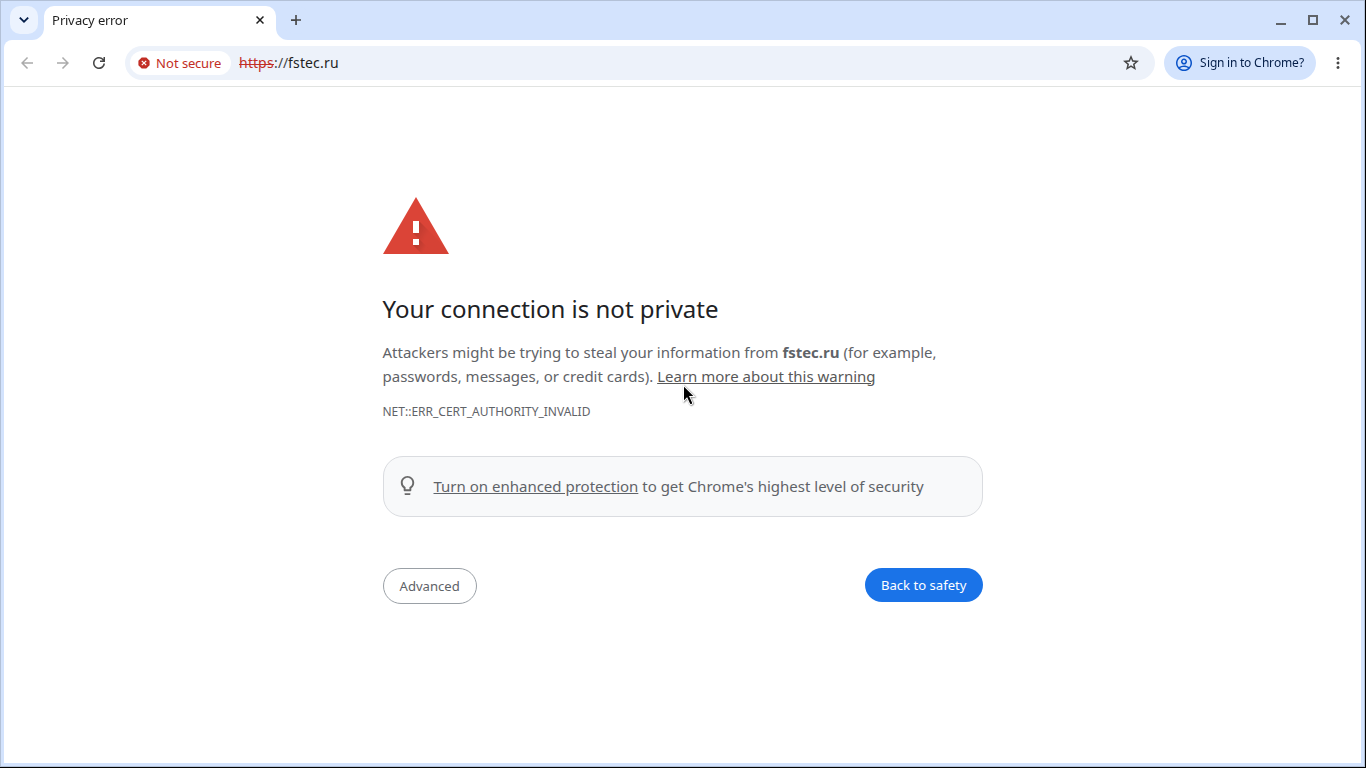 Privacy error
Not secure
https://fstec.ru
Sign in to Chrome?
Your connection is not private
Attackers might be trying to steal your information from fstec.ru (for example,
passwords, messages, or credit cards). Learn more about this warning
NET::ERR_CERT_AUTHORITY_INVALID
Turn on enhanced protection to get Chrome's highest level of security
Advanced
Back to safety